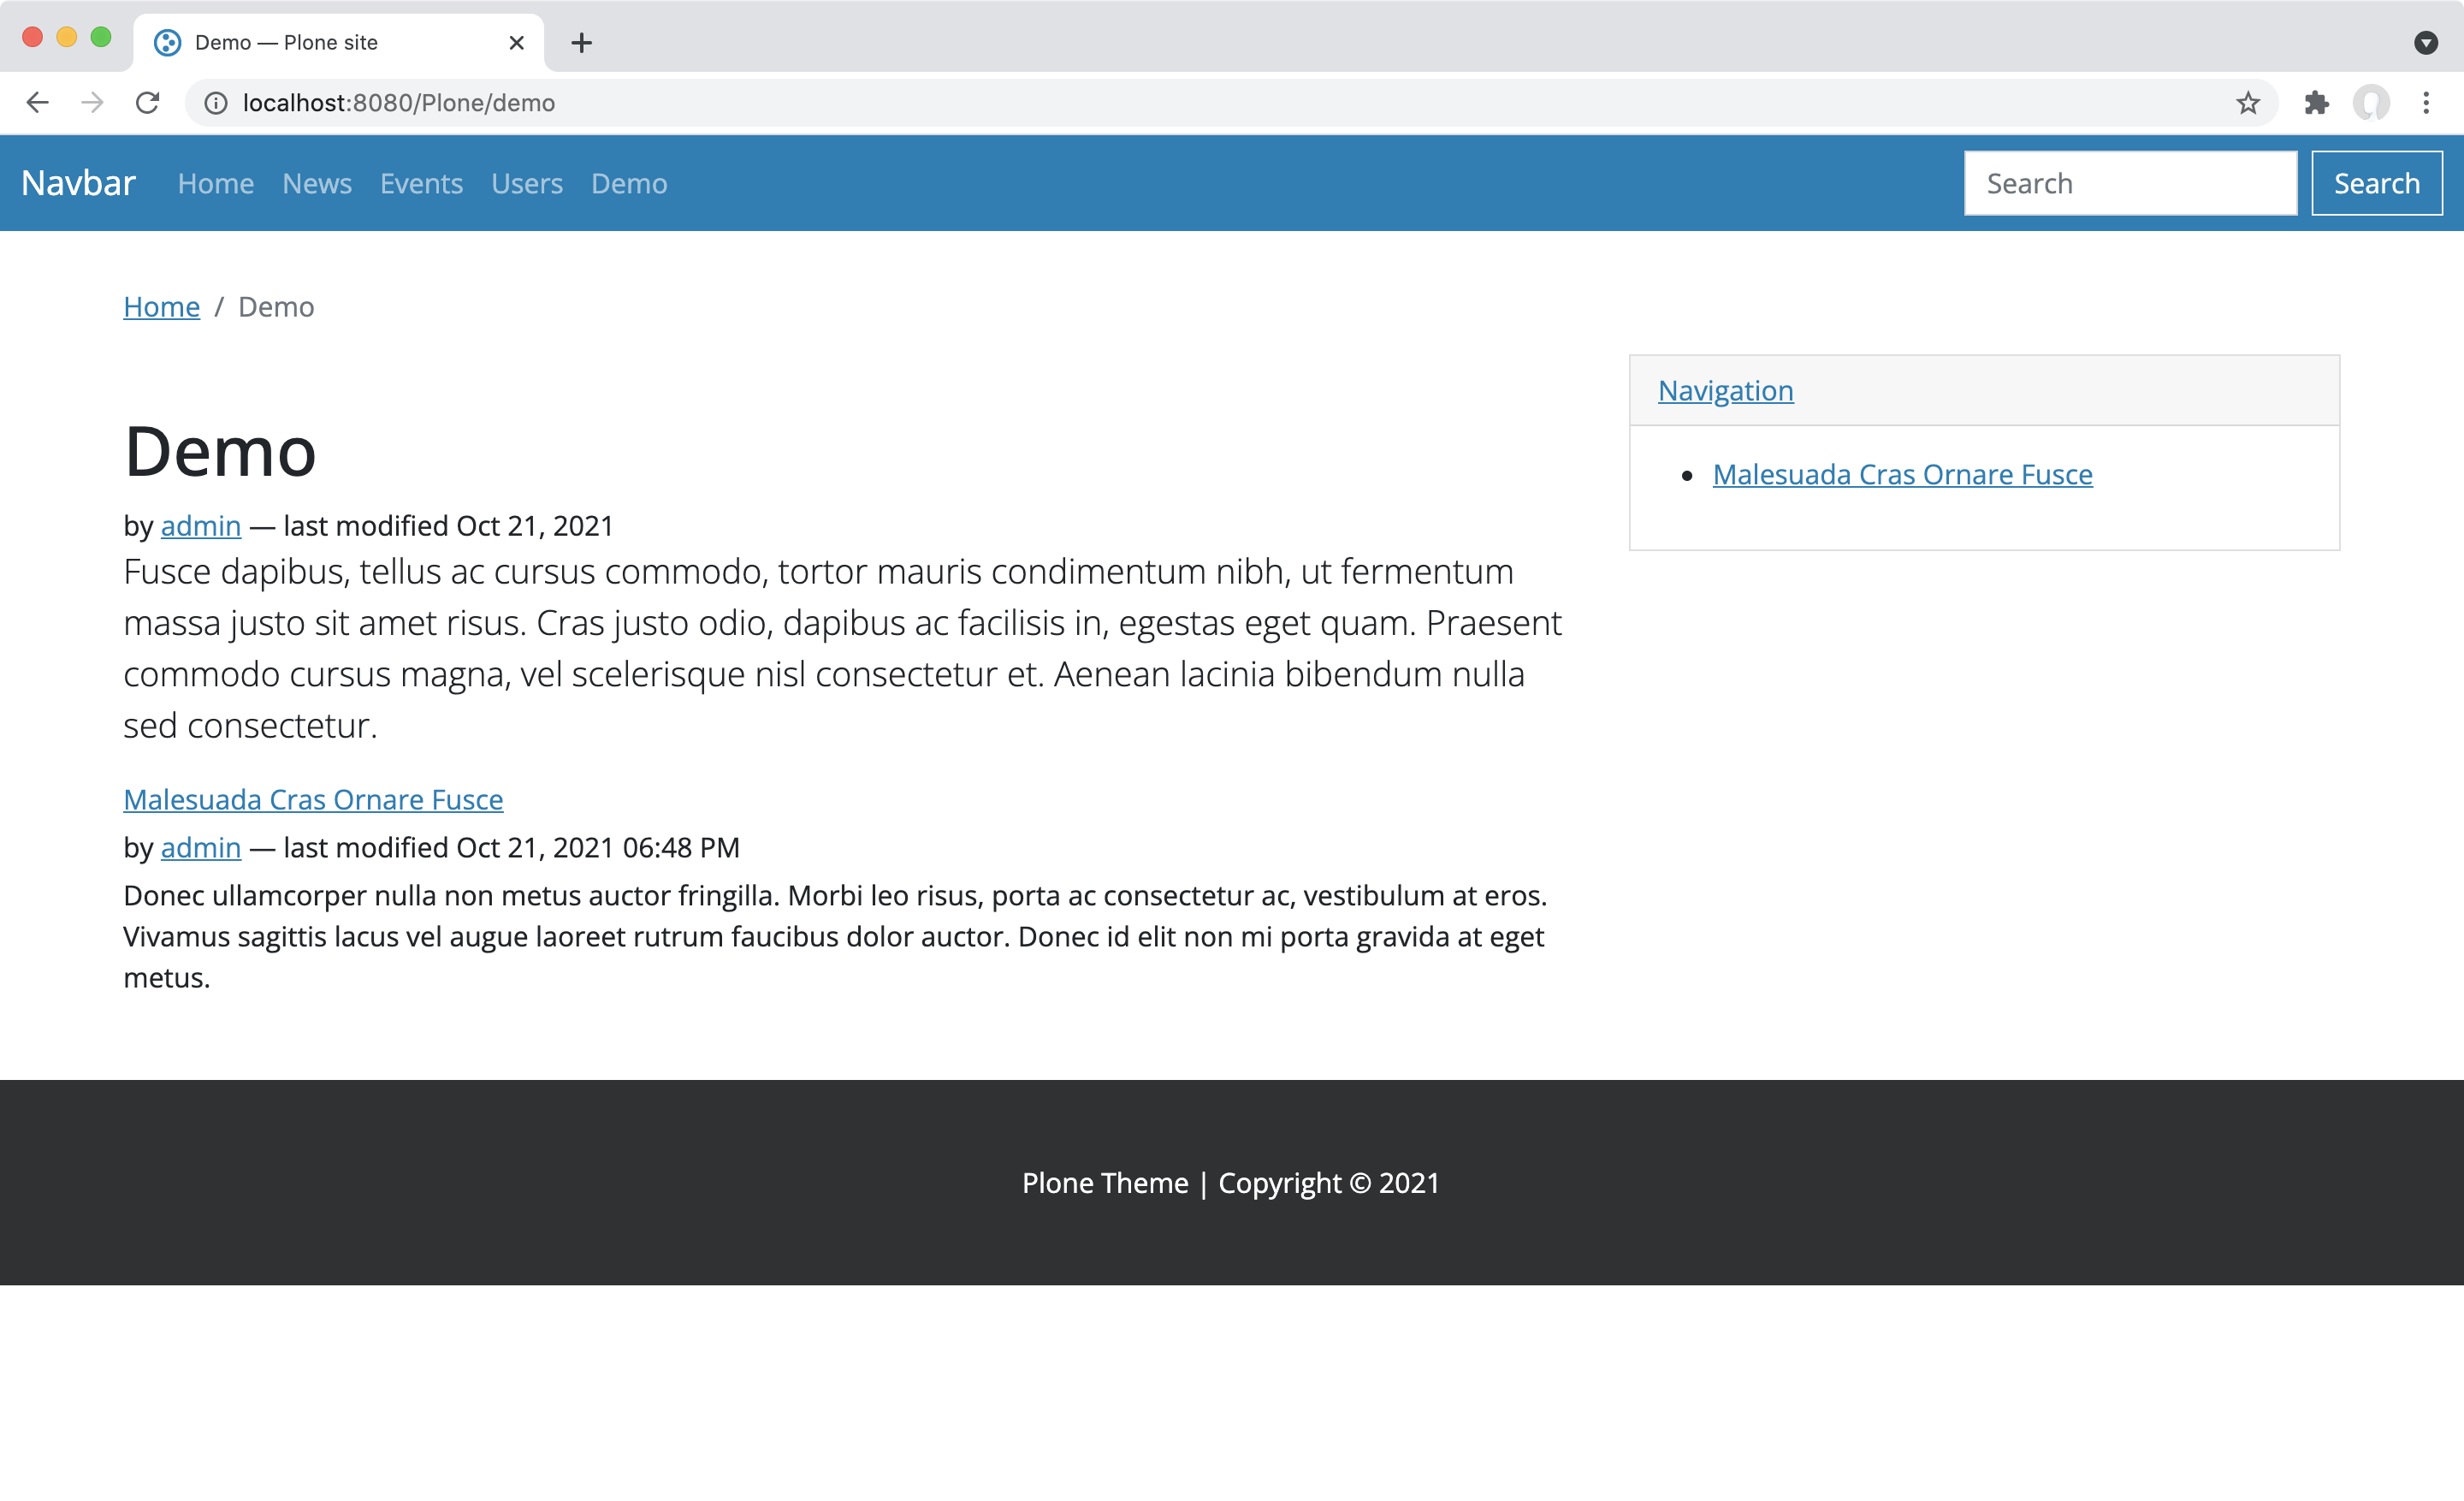 Demo — Plone site
localhost:8080/Plone/demo
Navbar Home News Events Users Demo Search Search
Home / Demo
Navigation
Malesuada Cras Ornare Fusce
Demo
by admin — last modified Oct 21, 2021
Fusce dapibus, tellus ac cursus commodo, tortor mauris condimentum nibh, ut fermentum
massa justo sit amet risus. Cras justo odio, dapibus ac facilisis in, egestas eget quam. Praesent
commodo cursus magna, vel scelerisque nisl consectetur et. Aenean lacinia bibendum nulla
sed consectetur.
Malesuada Cras Ornare Fusce
by admin — last modified Oct 21, 2021 06:48 PM
Donec ullamcorper nulla non metus auctor fringilla. Morbi leo risus, porta ac consectetur ac, vestibulum at eros.
Vivamus sagittis lacus vel augue laoreet rutrum faucibus dolor auctor. Donec id elit non mi porta gravida at eget
metus.
Plone Theme | Copyright © 2021